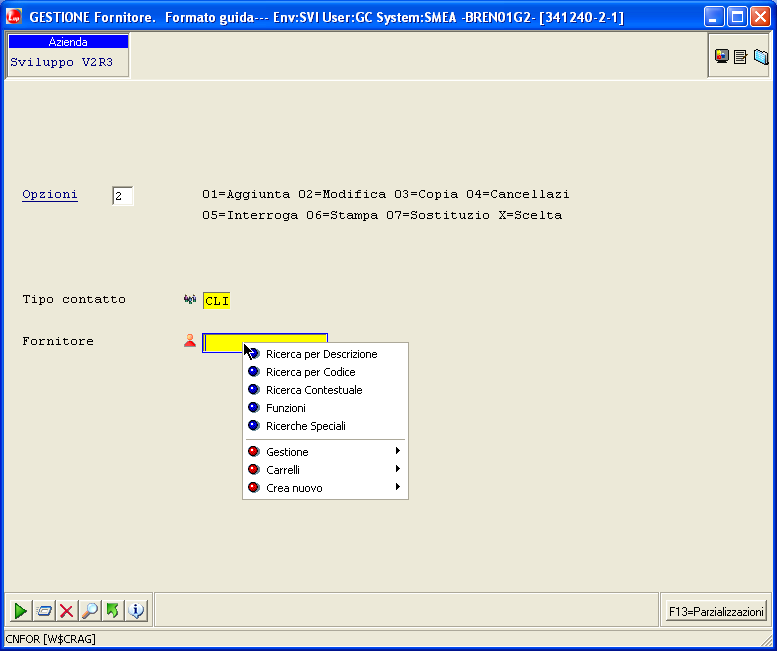 GESTIONE Fornitore.   Formato guida--- Env:SVI User:GC System:SMEA -BREN01G2- [341240-2-1]
Azienda
Sviluppo V2R3
Opzioni 2 01=Aggiunta 02=Modifica 03=Copia 04=Cancellazi
05=Interroga 06=Stampa 07=Sostituzio X=Scelta
Tipo contatto CLI
Fornitore
Ricerca per Descrizione
Ricerca per Codice
Ricerca Contestuale
Funzioni
Ricerche Speciali
Gestione
Carrelli
Crea nuovo
F13=Parzializzazioni
CNFOR [W$CRAG]